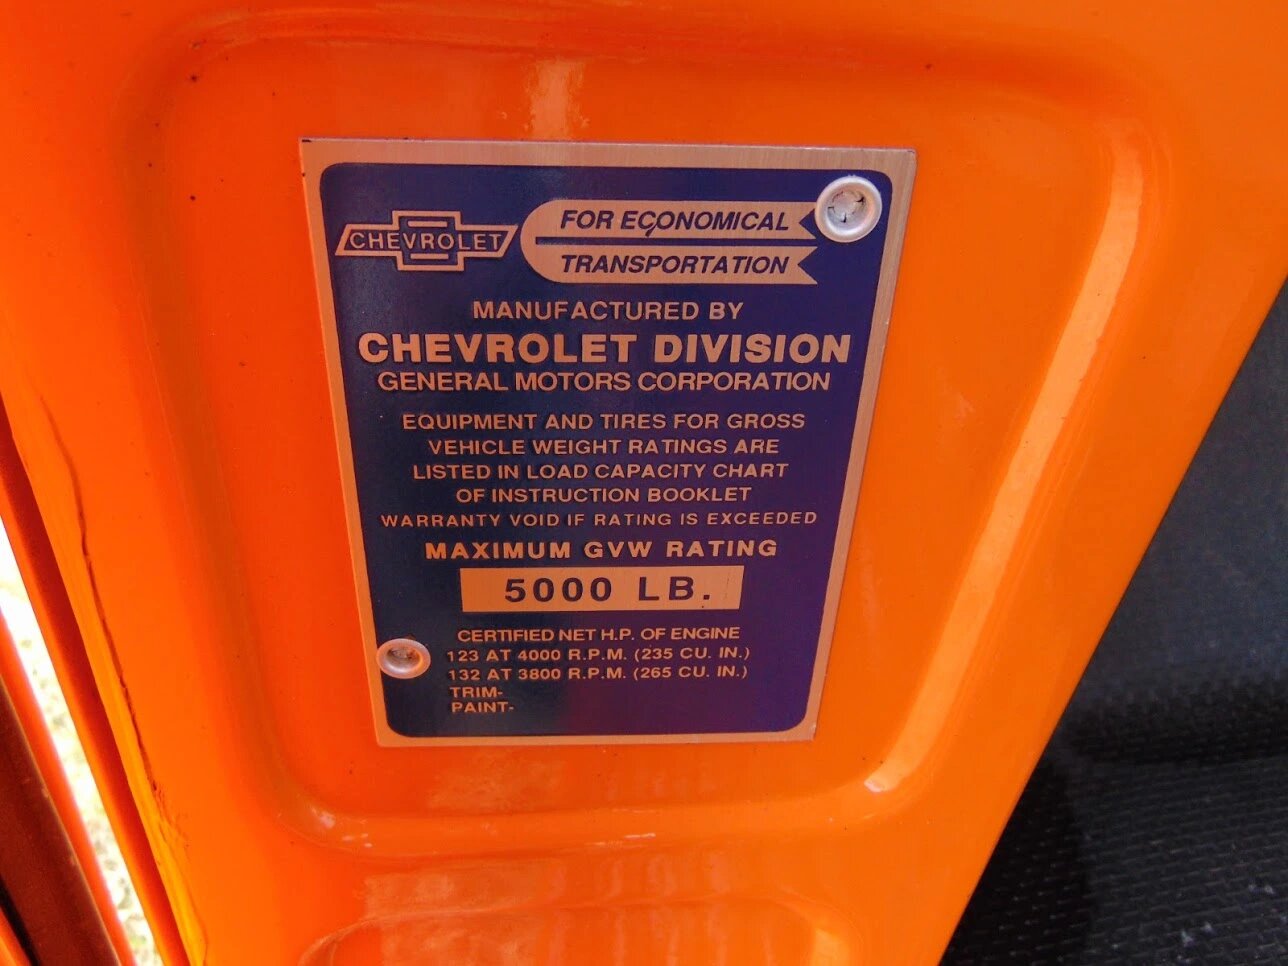 CHEVROLET
FOR ECONOMICAL
TRANSPORTATION
MANUFACTURED BY
CHEVROLET DIVISION
GENERAL MOTORS CORPORATION
EQUIPMENT AND TIRES FOR GROSS
VEHICLE WEIGHT RATINGS ARE
LISTED IN LOAD CAPACITY CHART
OF INSTRUCTION BOOKLET
WARRANTY VOID IF RATING IS EXCEEDED
MAXIMUM GVW RATING
5000 LB.
CERTIFIED NET H.P. OF ENGINE
123 AT 4000 R.P.M. (235 CU. IN.)
132 AT 3800 R.P.M. (265 CU. IN.)
TRIM-
PAINT-